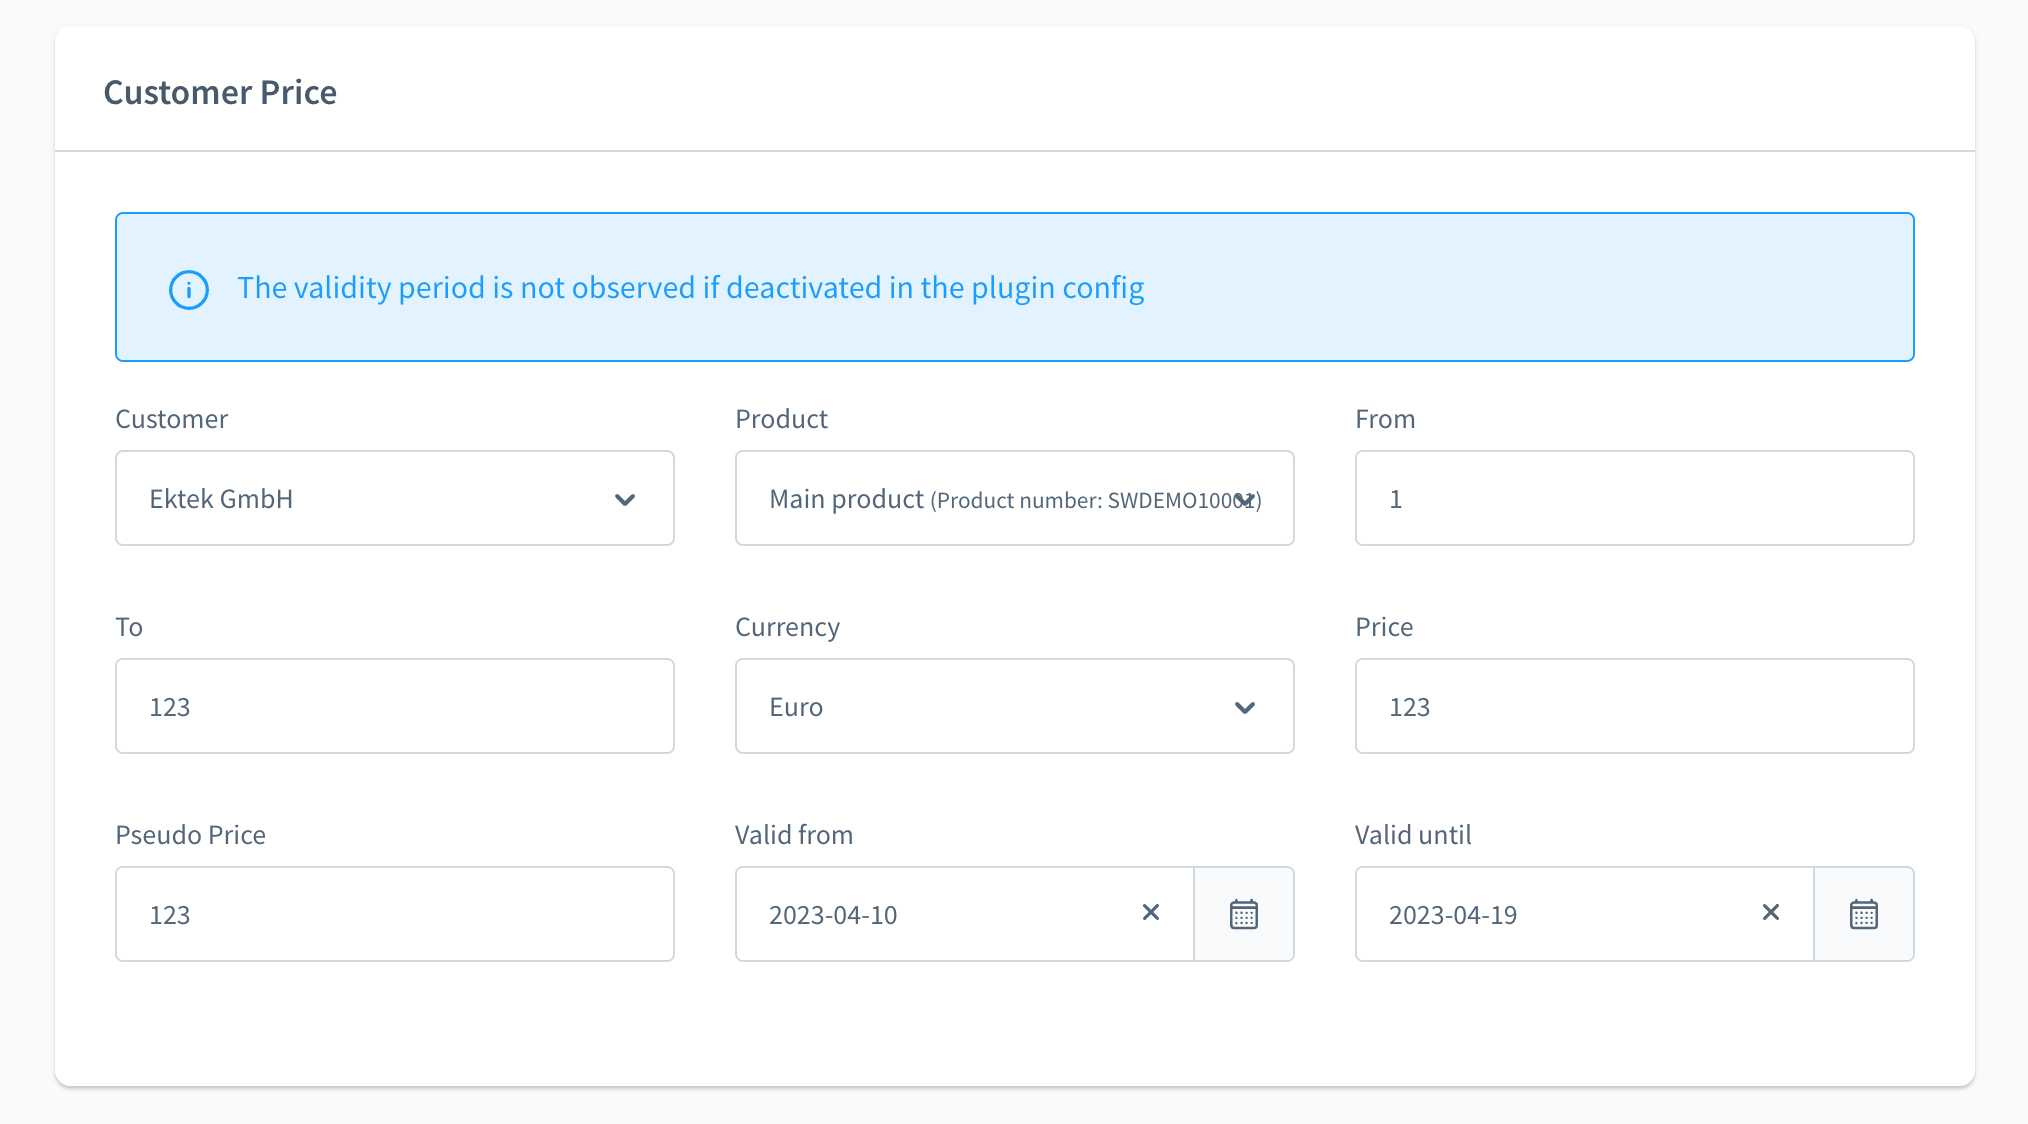 Customer Price
The validity period is not observed if deactivated in the plugin config
Customer
Product
From
Ektek GmbH
Main product (Product number: SWDEMO10001)
1
To
Currency
Price
123
Euro
123
Pseudo Price
Valid from
Valid until
123
2023-04-10
2023-04-19